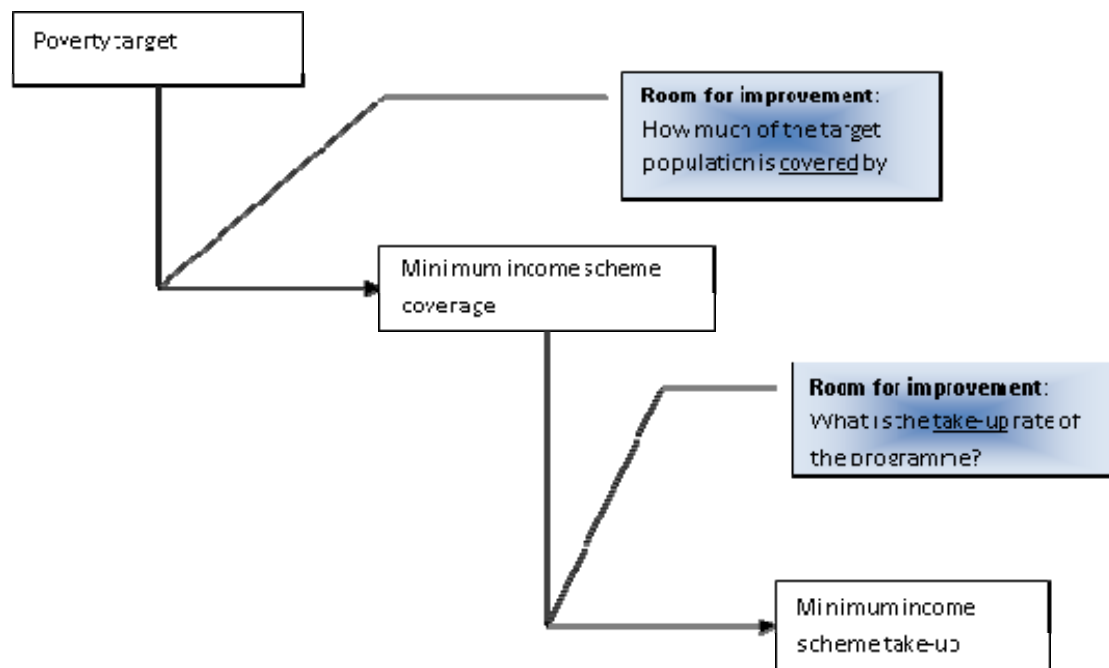 Poverty target
Room for improvement:
How much of the target
population is covered by
Minimum income scheme
coverage
Room for improvement:
What is the take-up rate of
the programme?
Minimum income
scheme take-up